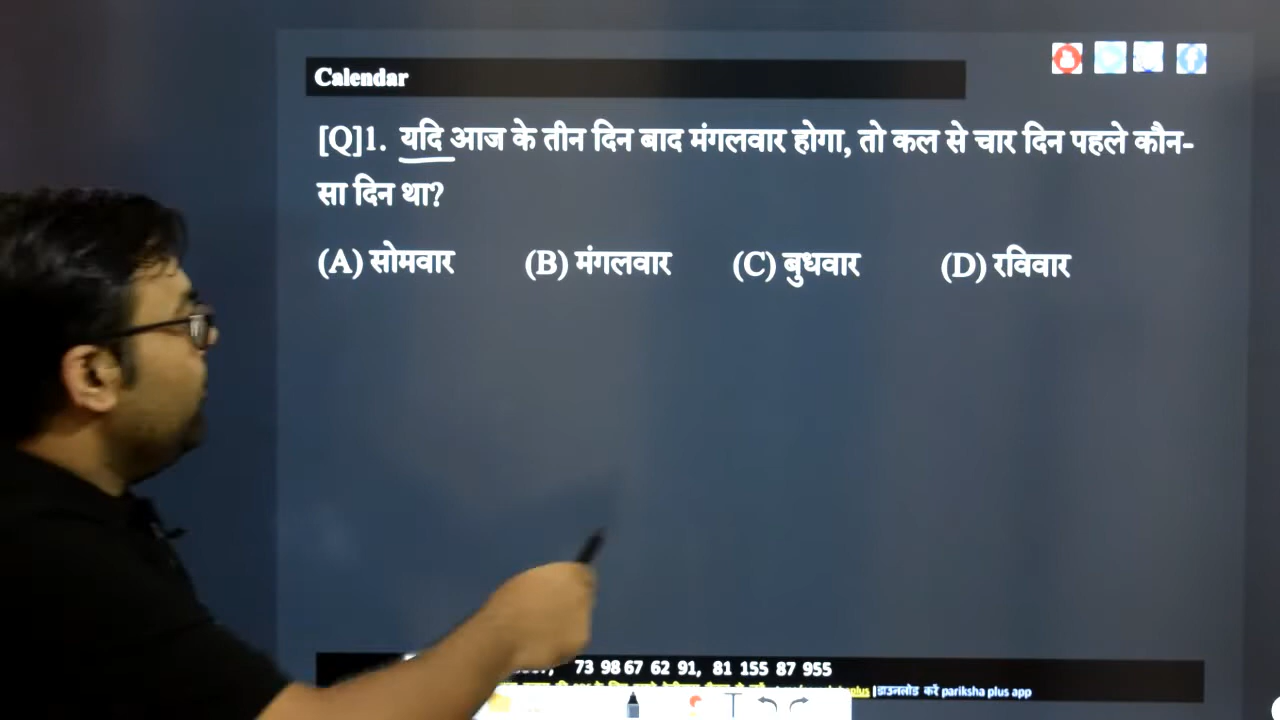 Calendar
[Q]1. यदि आज के तीन दिन बाद मंगलवार होगा, तो कल से चार दिन पहले कौन-
सा दिन था?
(A) सोमवार (B) मंगलवार (C) बुधवार (D) रविवार
73 98 67 62 91, 81 155 87 955
plus | डाउनलोड करें pariksha plus app